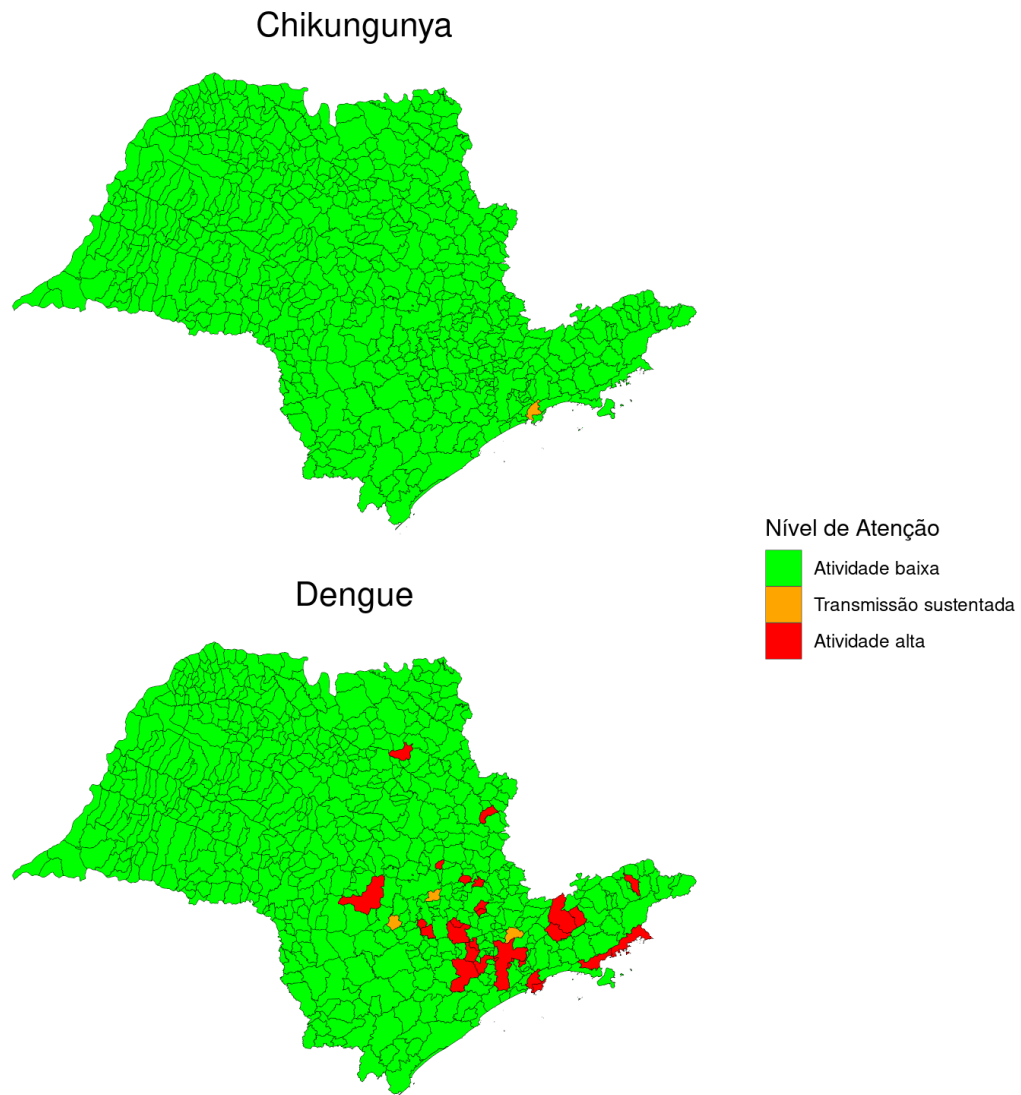 Chikungunya
Nível de Atenção
Atividade baixa
Transmissão sustentada
Atividade alta
Dengue